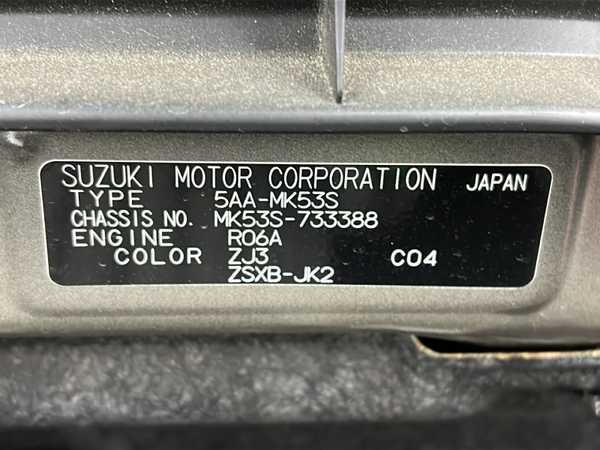 SUZUKI MOTOR CORPORATION JAPAN
TYPE 5AA-MK53S
CHASSIS NO. MK53S-733388
ENGINE R06A
COLOR ZJ3 C04
ZSXB-JK2